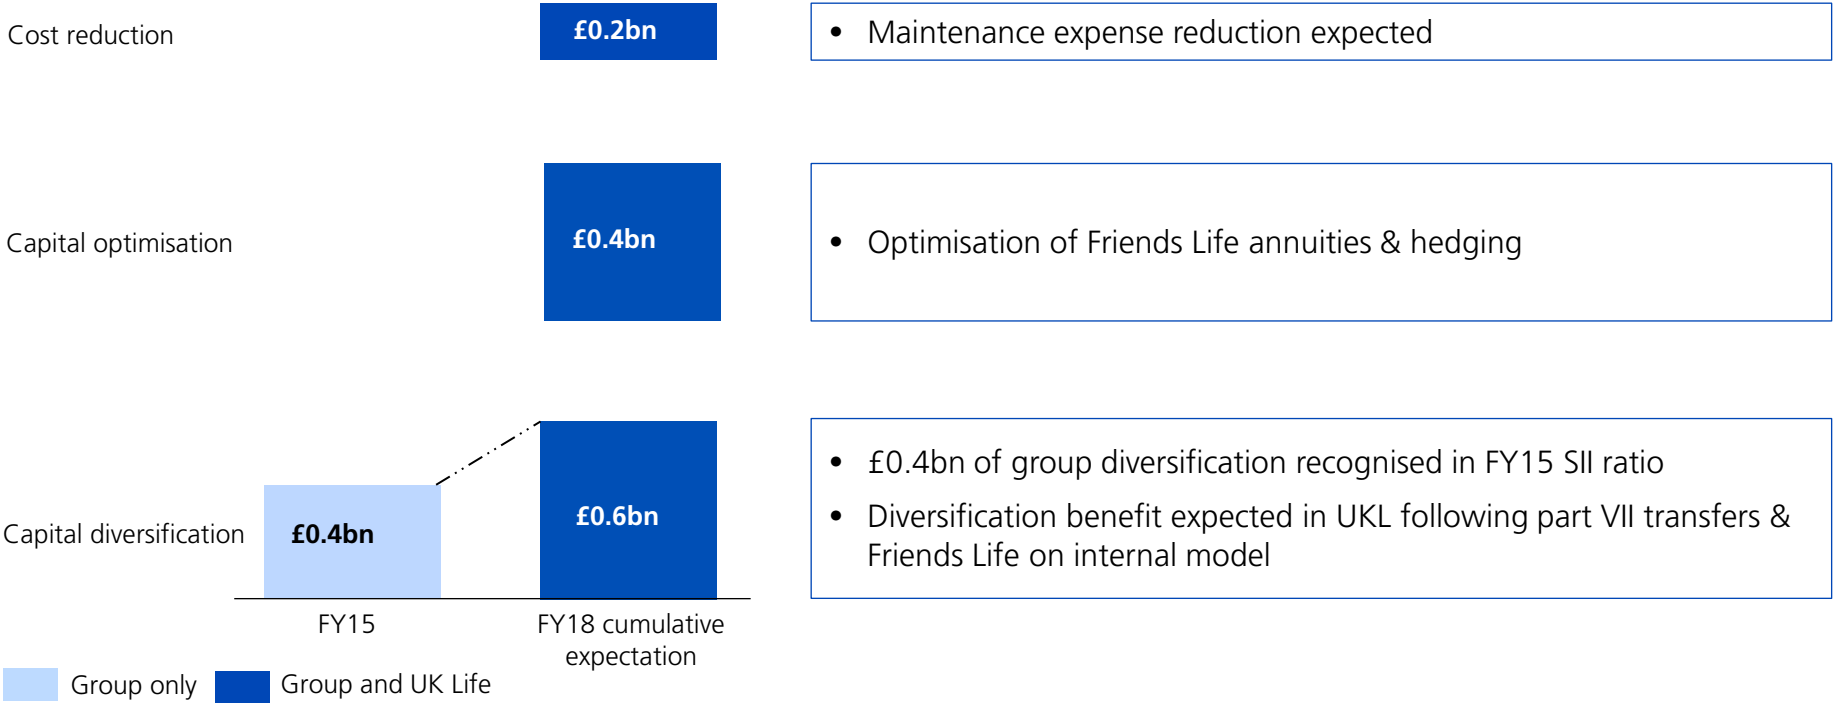 Cost reduction
£0.2bn
• Maintenance expense reduction expected
Capital optimisation
£0.4bn
• Optimisation of Friends Life annuities & hedging
Capital diversification
£0.4bn
£0.6bn
• £0.4bn of group diversification recognised in FY15 SII ratio
• Diversification benefit expected in UKL following part VII transfers &
Friends Life on internal model
FY15
FY18 cumulative
expectation
Group only
Group and UK Life